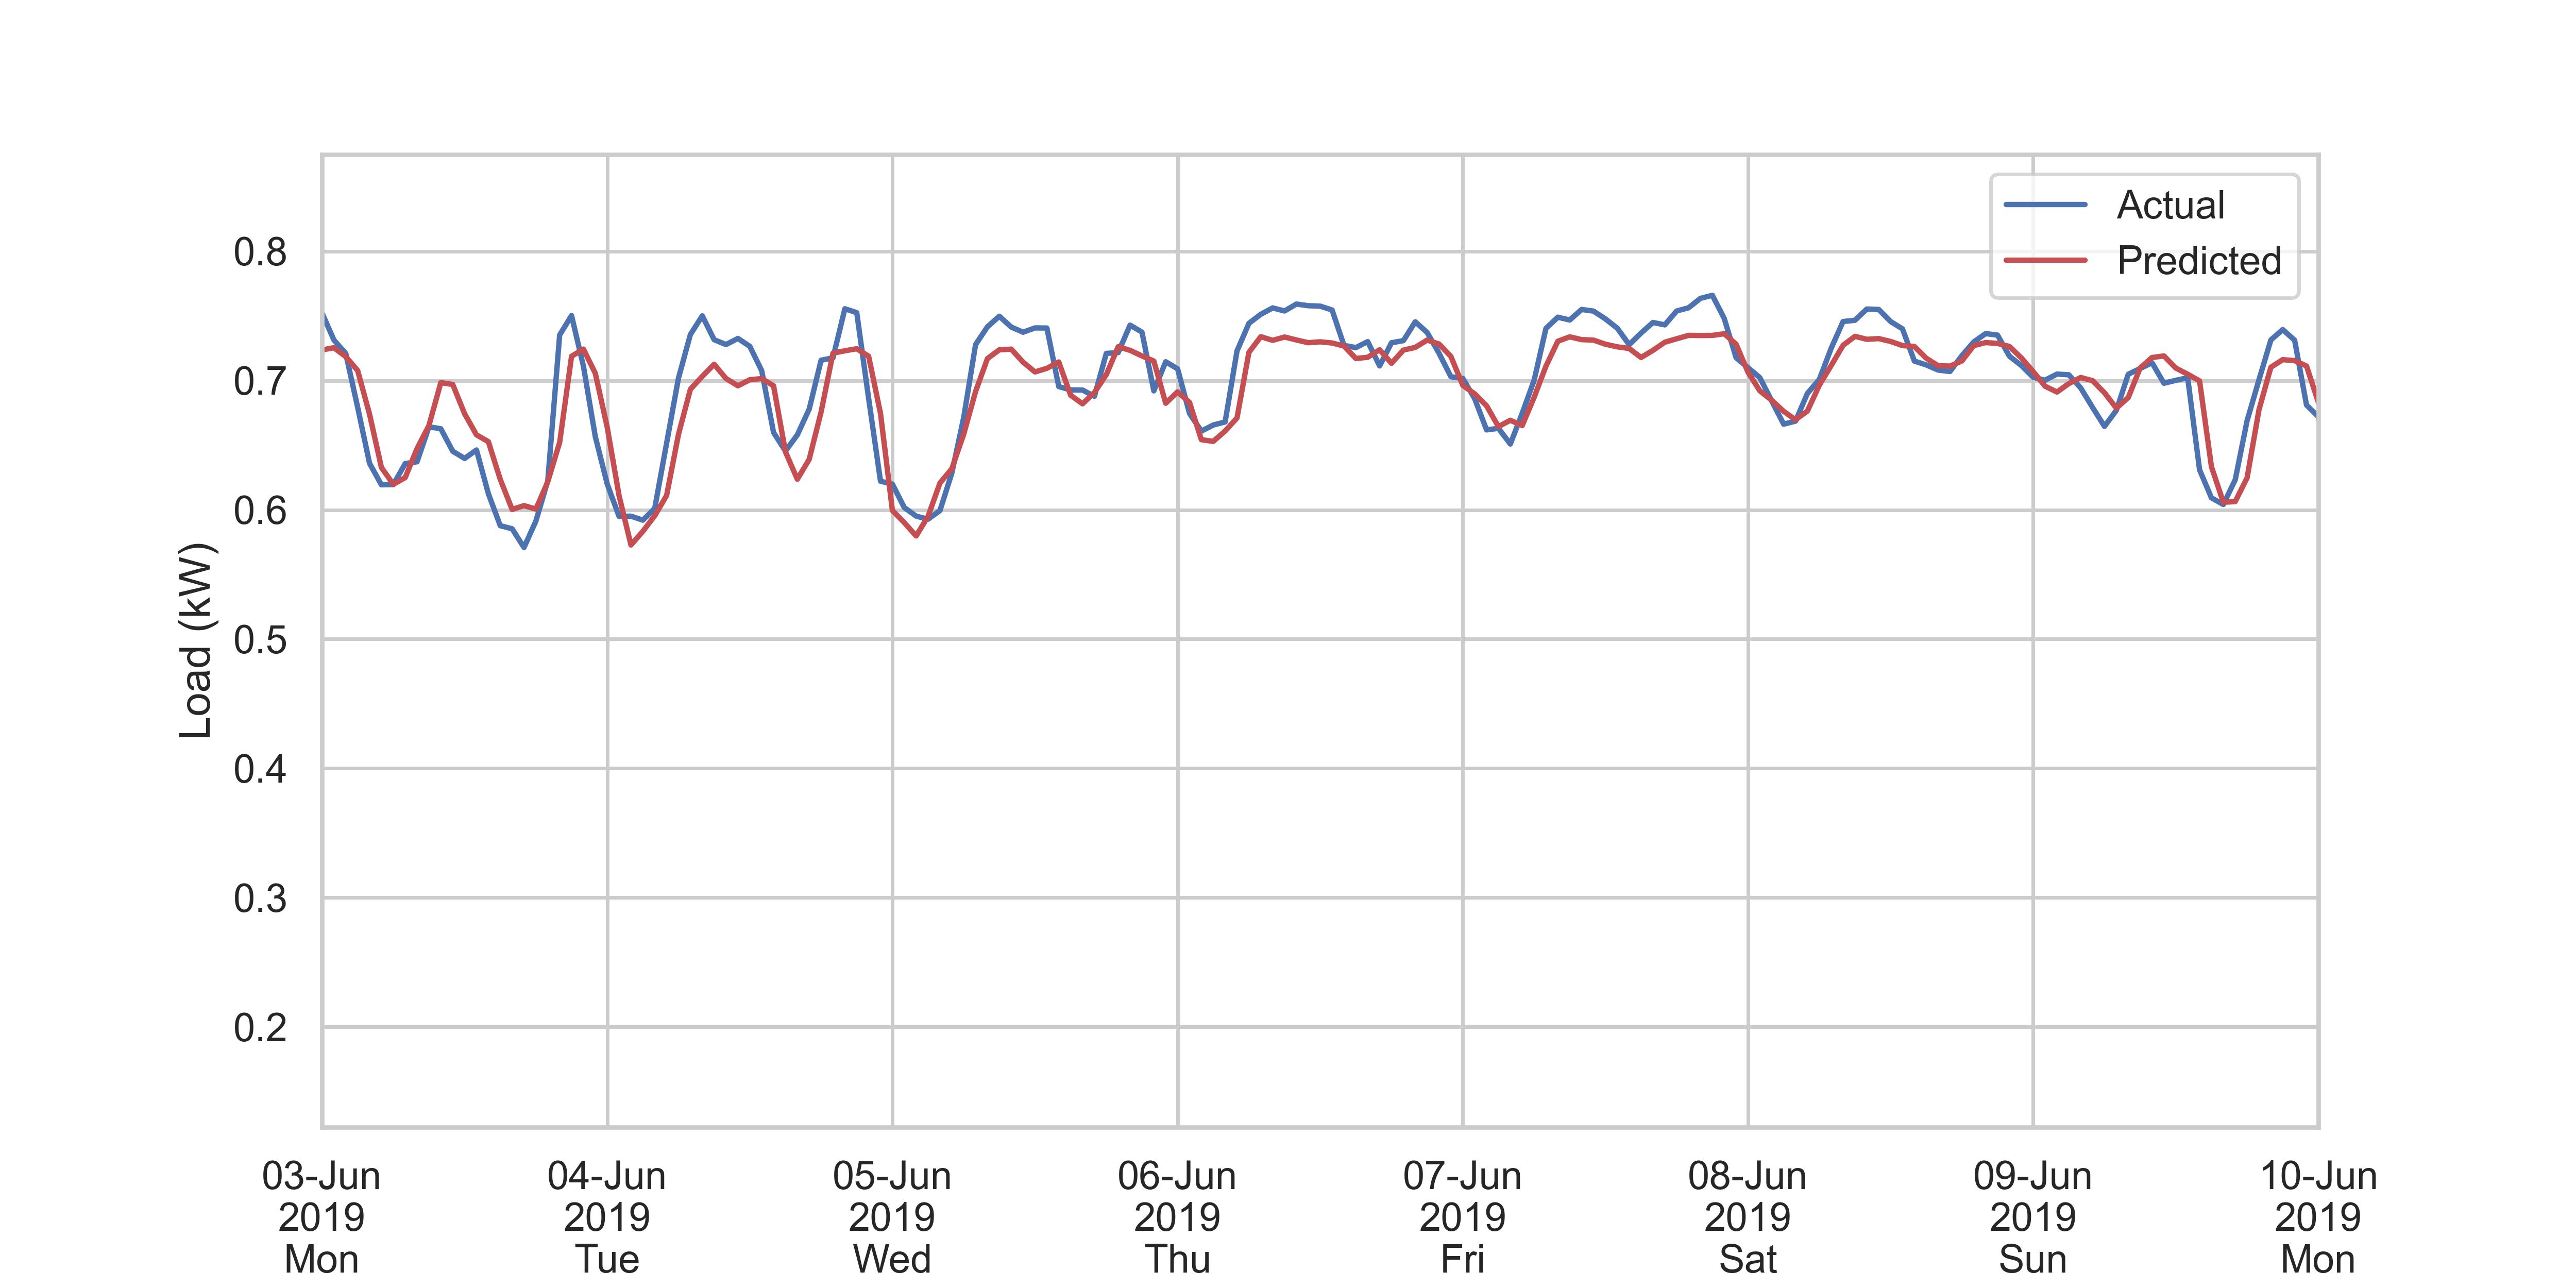 Actual
Predicted
0.8
0.7
0.6
0.5
0.4
0.3
0.2
Load (kW)
03-Jun 04-Jun 05-Jun 06-Jun 07-Jun 08-Jun 09-Jun 10-Jun
2019 2019 2019 2019 2019 2019 2019 2019
Mon Tue Wed Thu Fri Sat Sun Mon